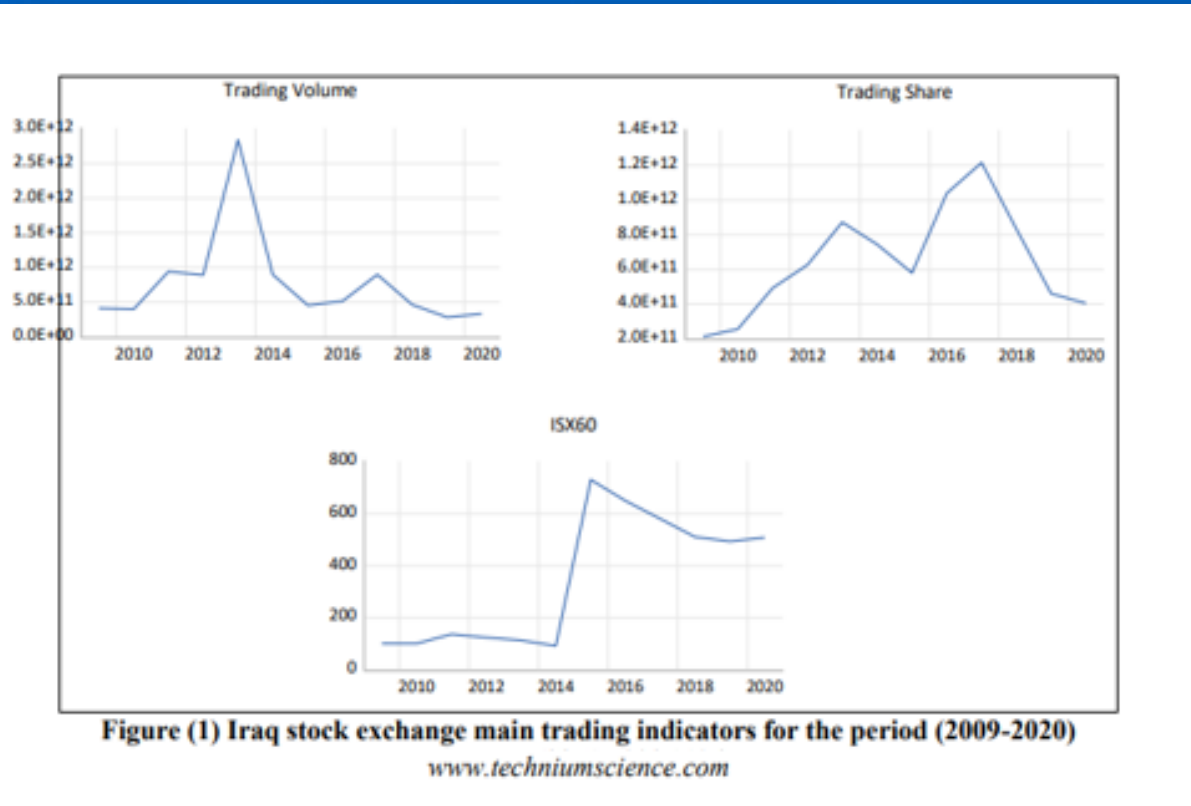 Trading Volume
3.0E+12
2.5E+12
2.0E+12
1.5E+12
1.0E+12
5.0E+11
0.0E+00
2010 2012 2014 2016 2018 2020
Trading Share
1.4E+12
1.2E+12
1.0E+12
8.0E+11
6.0E+11
4.0E+11
2.0E+11
2010 2012 2014 2016 2018 2020
ISX60
800
600
400
200
0
2010 2012 2014 2016 2018 2020
Figure (1) Iraq stock exchange main trading indicators for the period (2009-2020)
www.techniumscience.com